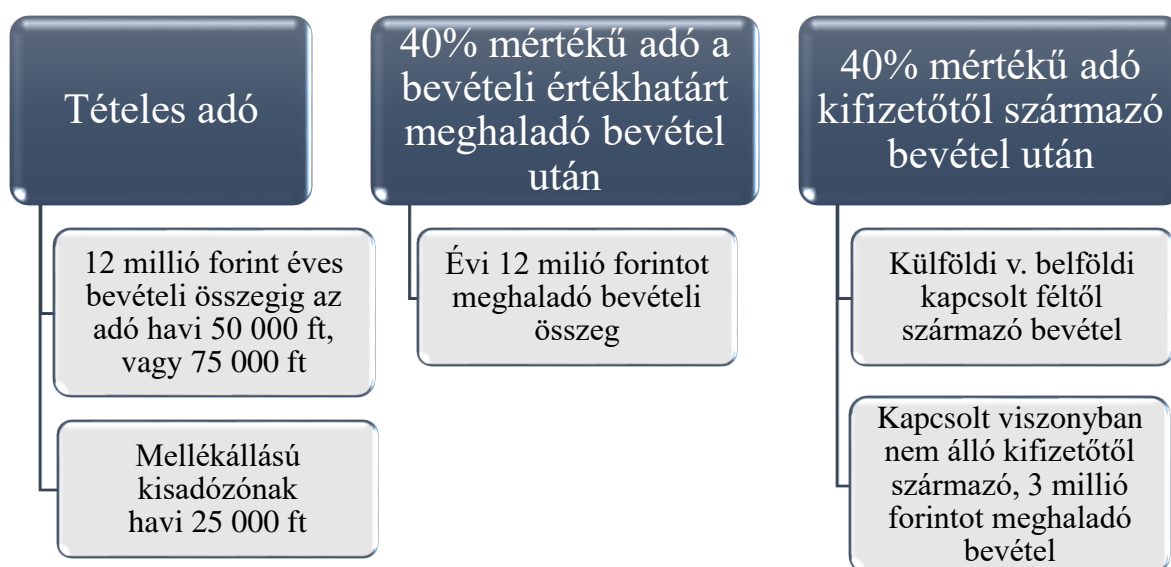 Tételes adó
12 millió forint éves
bevételi összegig az
adó havi 50 000 ft,
vagy 75 000 ft
Mellékállású
kisadózónak
havi 25 000 ft
40% mértékű adó a
bevételi értékhatárt
meghaladó bevétel
után
Évi 12 milió forintot
meghaladó bevételi
összeg
40% mértékű adó
kifizetőtől származó
bevétel után
Külföldi v. belföldi
kapcsolt féltől
származó bevétel
Kapcsolt viszonyban
nem álló kifizetőtől
származó, 3 millió
forintot meghaladó
bevétel